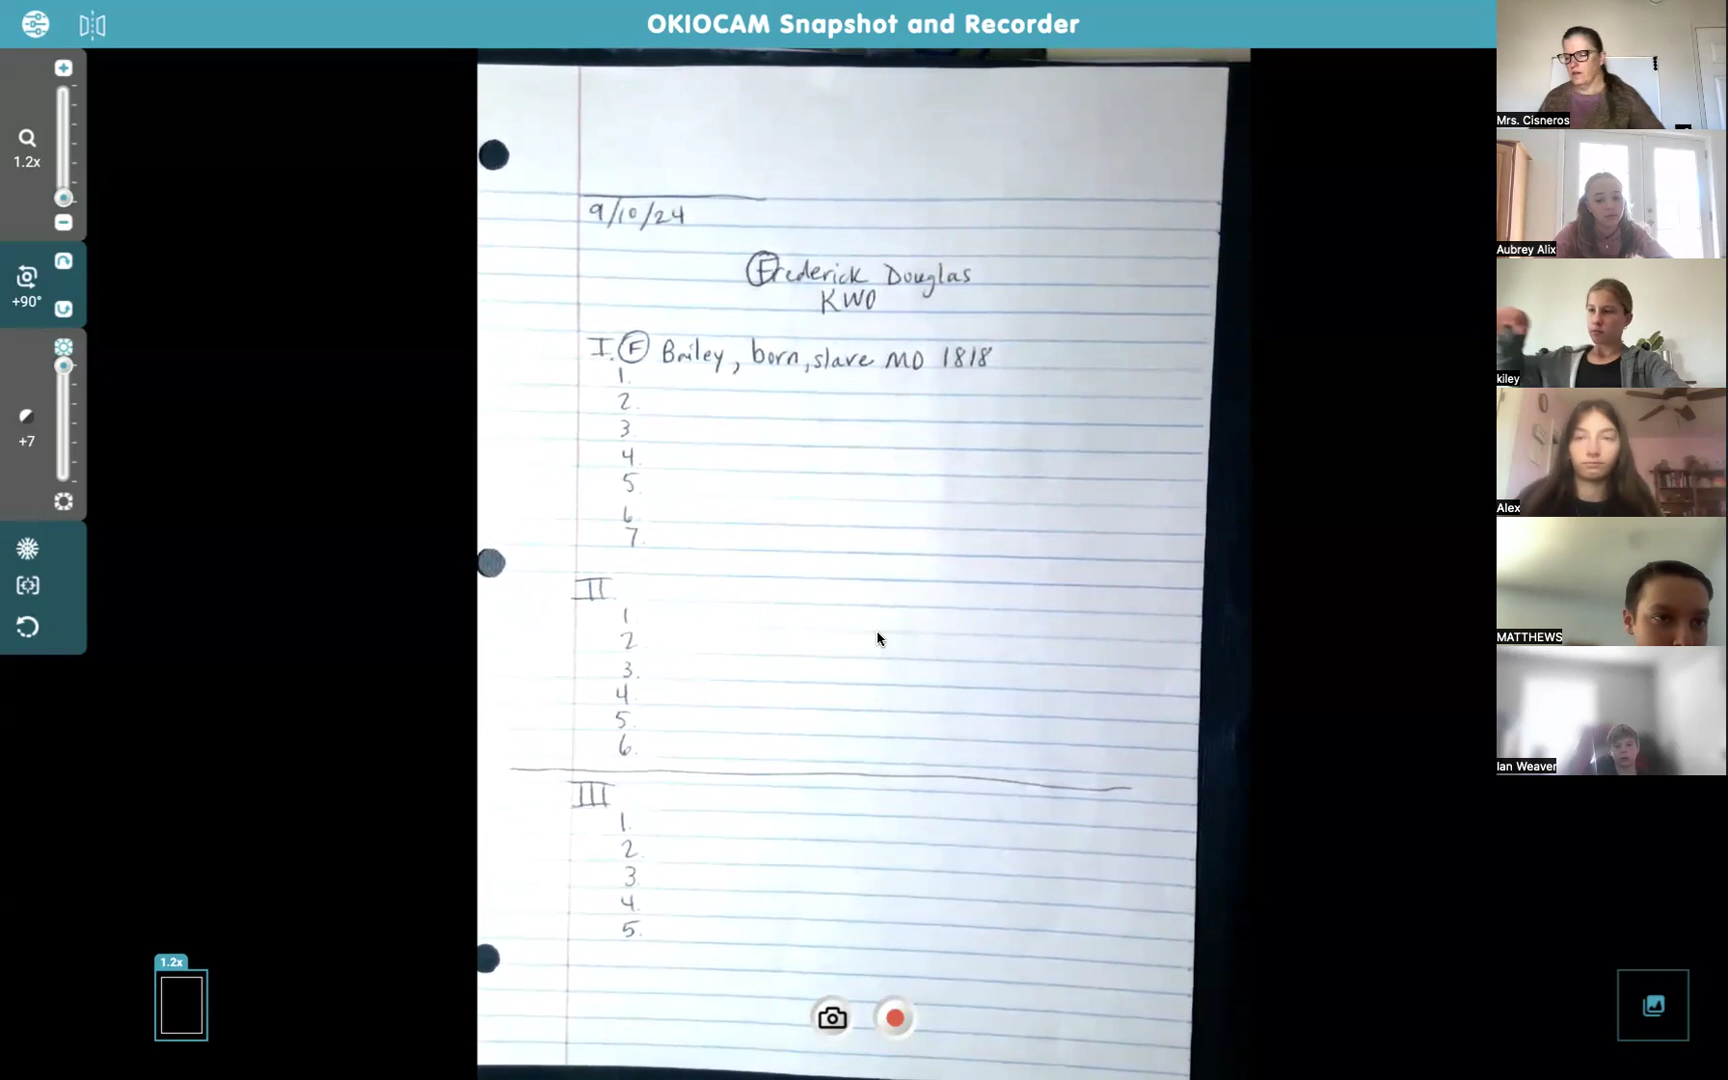 OKIOCAM Snapshot and Recorder
1.2x
+90°
+7
9/10/24
Frederick Douglas
KWO
I. F Bailey, born, slave MD 1818
1.
2.
3.
4.
5.
6.
7.
II
1.
2
3.
4
5.
6.
III
1.
2.
3
4.
5.
1.2x
Mrs. Cisneros
Aubrey Alix
kiley
Alex
MATTHEWS
Ian Weaver